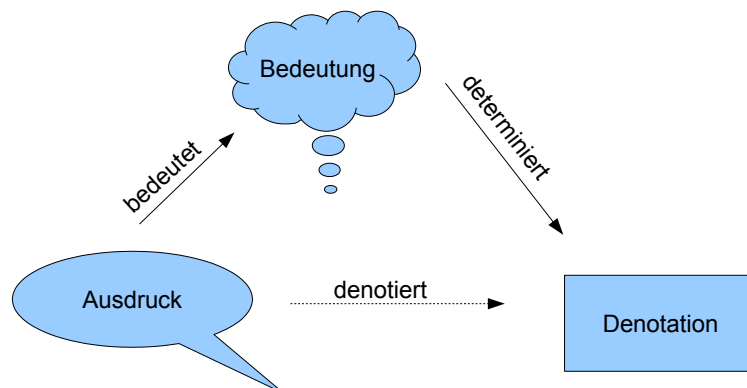 Bedeutung
bedeutet
determiniert
Ausdruck
denotiert
Denotation